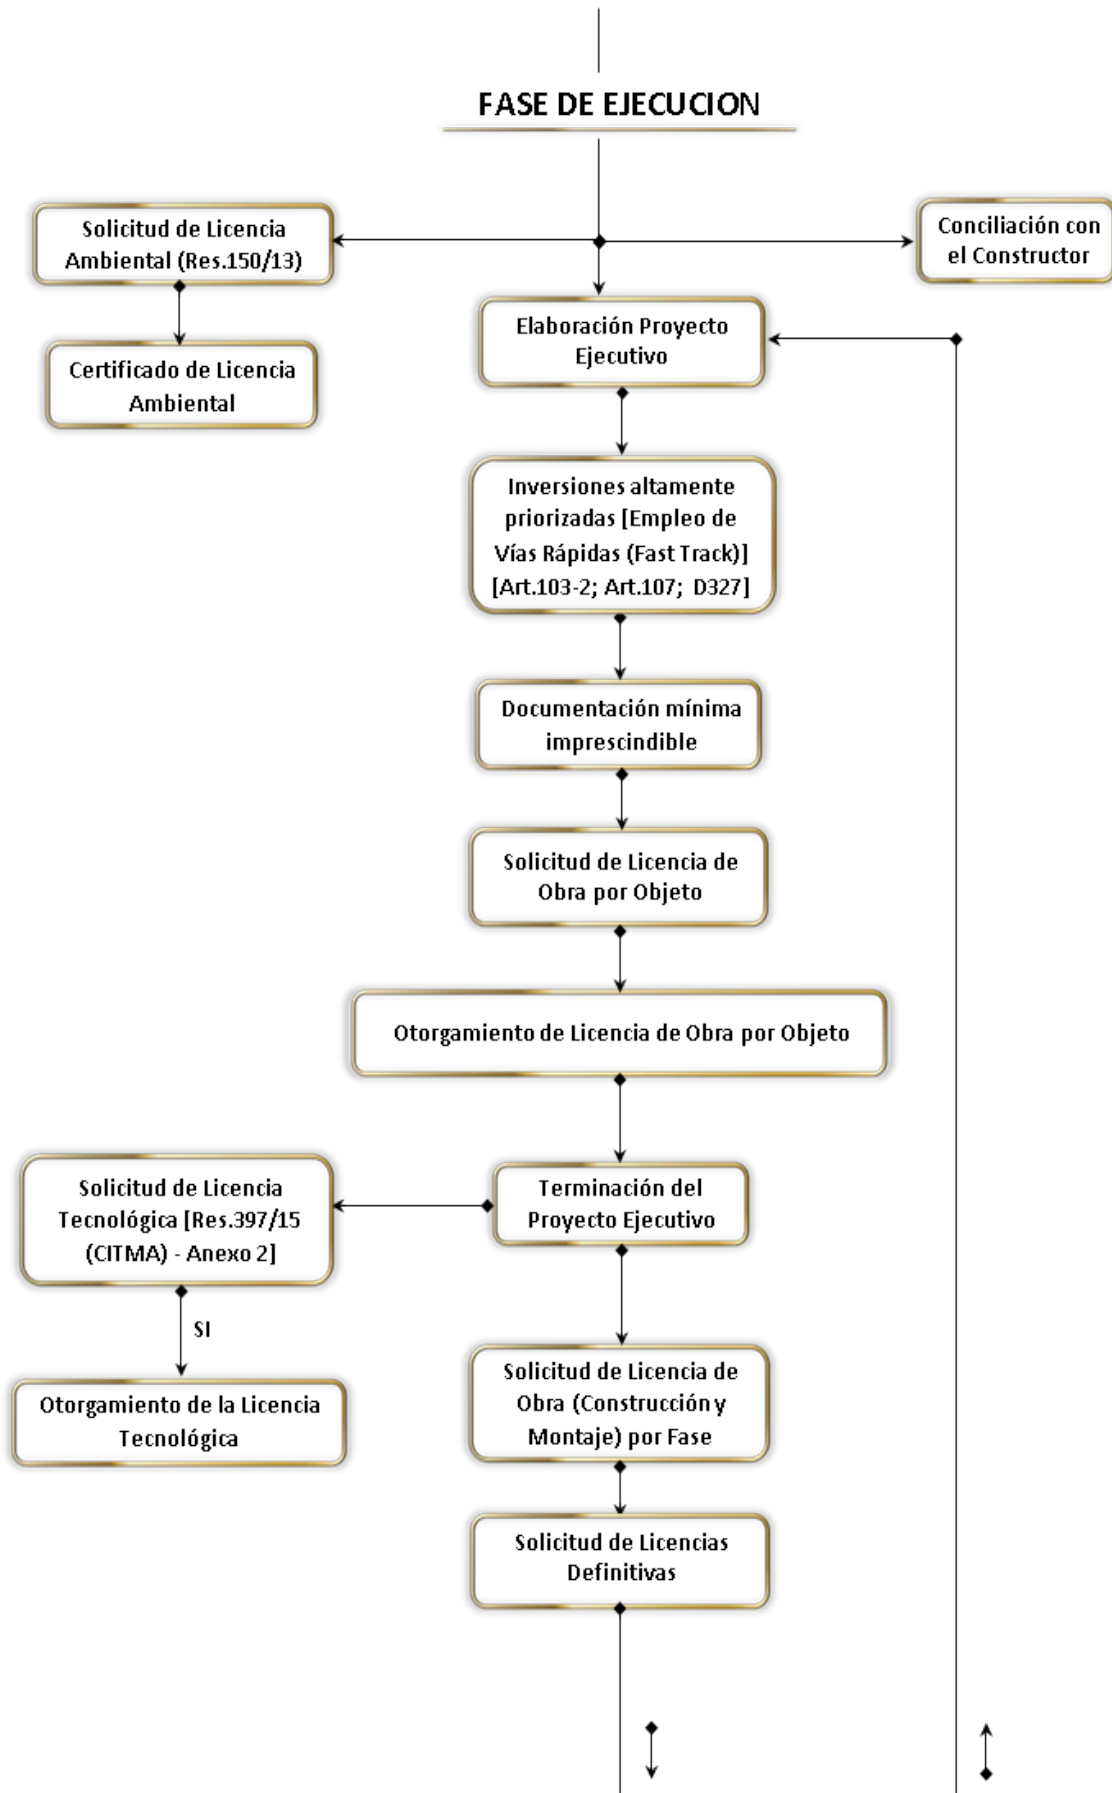 FASE DE EJECUCION
Solicitud de Licencia
Ambiental (Res.150/13)
Conciliación con
el Constructor
Elaboración Proyecto
Ejecutivo
Certificado de Licencia
Ambiental
Inversiones altamente
priorizadas [Empleo de
Vías Rápidas (Fast Track)]
[Art.103-2; Art.107; D327]
Documentación mínima
imprescindible
Solicitud de Licencia de
Obra por Objeto
Otorgamiento de Licencia de Obra por Objeto
Terminación del
Proyecto Ejecutivo
Solicitud de Licencia
Tecnológica [Res.397/15
(CITMA) - Anexo 2]
SI
Otorgamiento de la Licencia
Tecnológica
Solicitud de Licencia de
Obra (Construcción y
Montaje) por Fase
Solicitud de Licencias
Definitivas